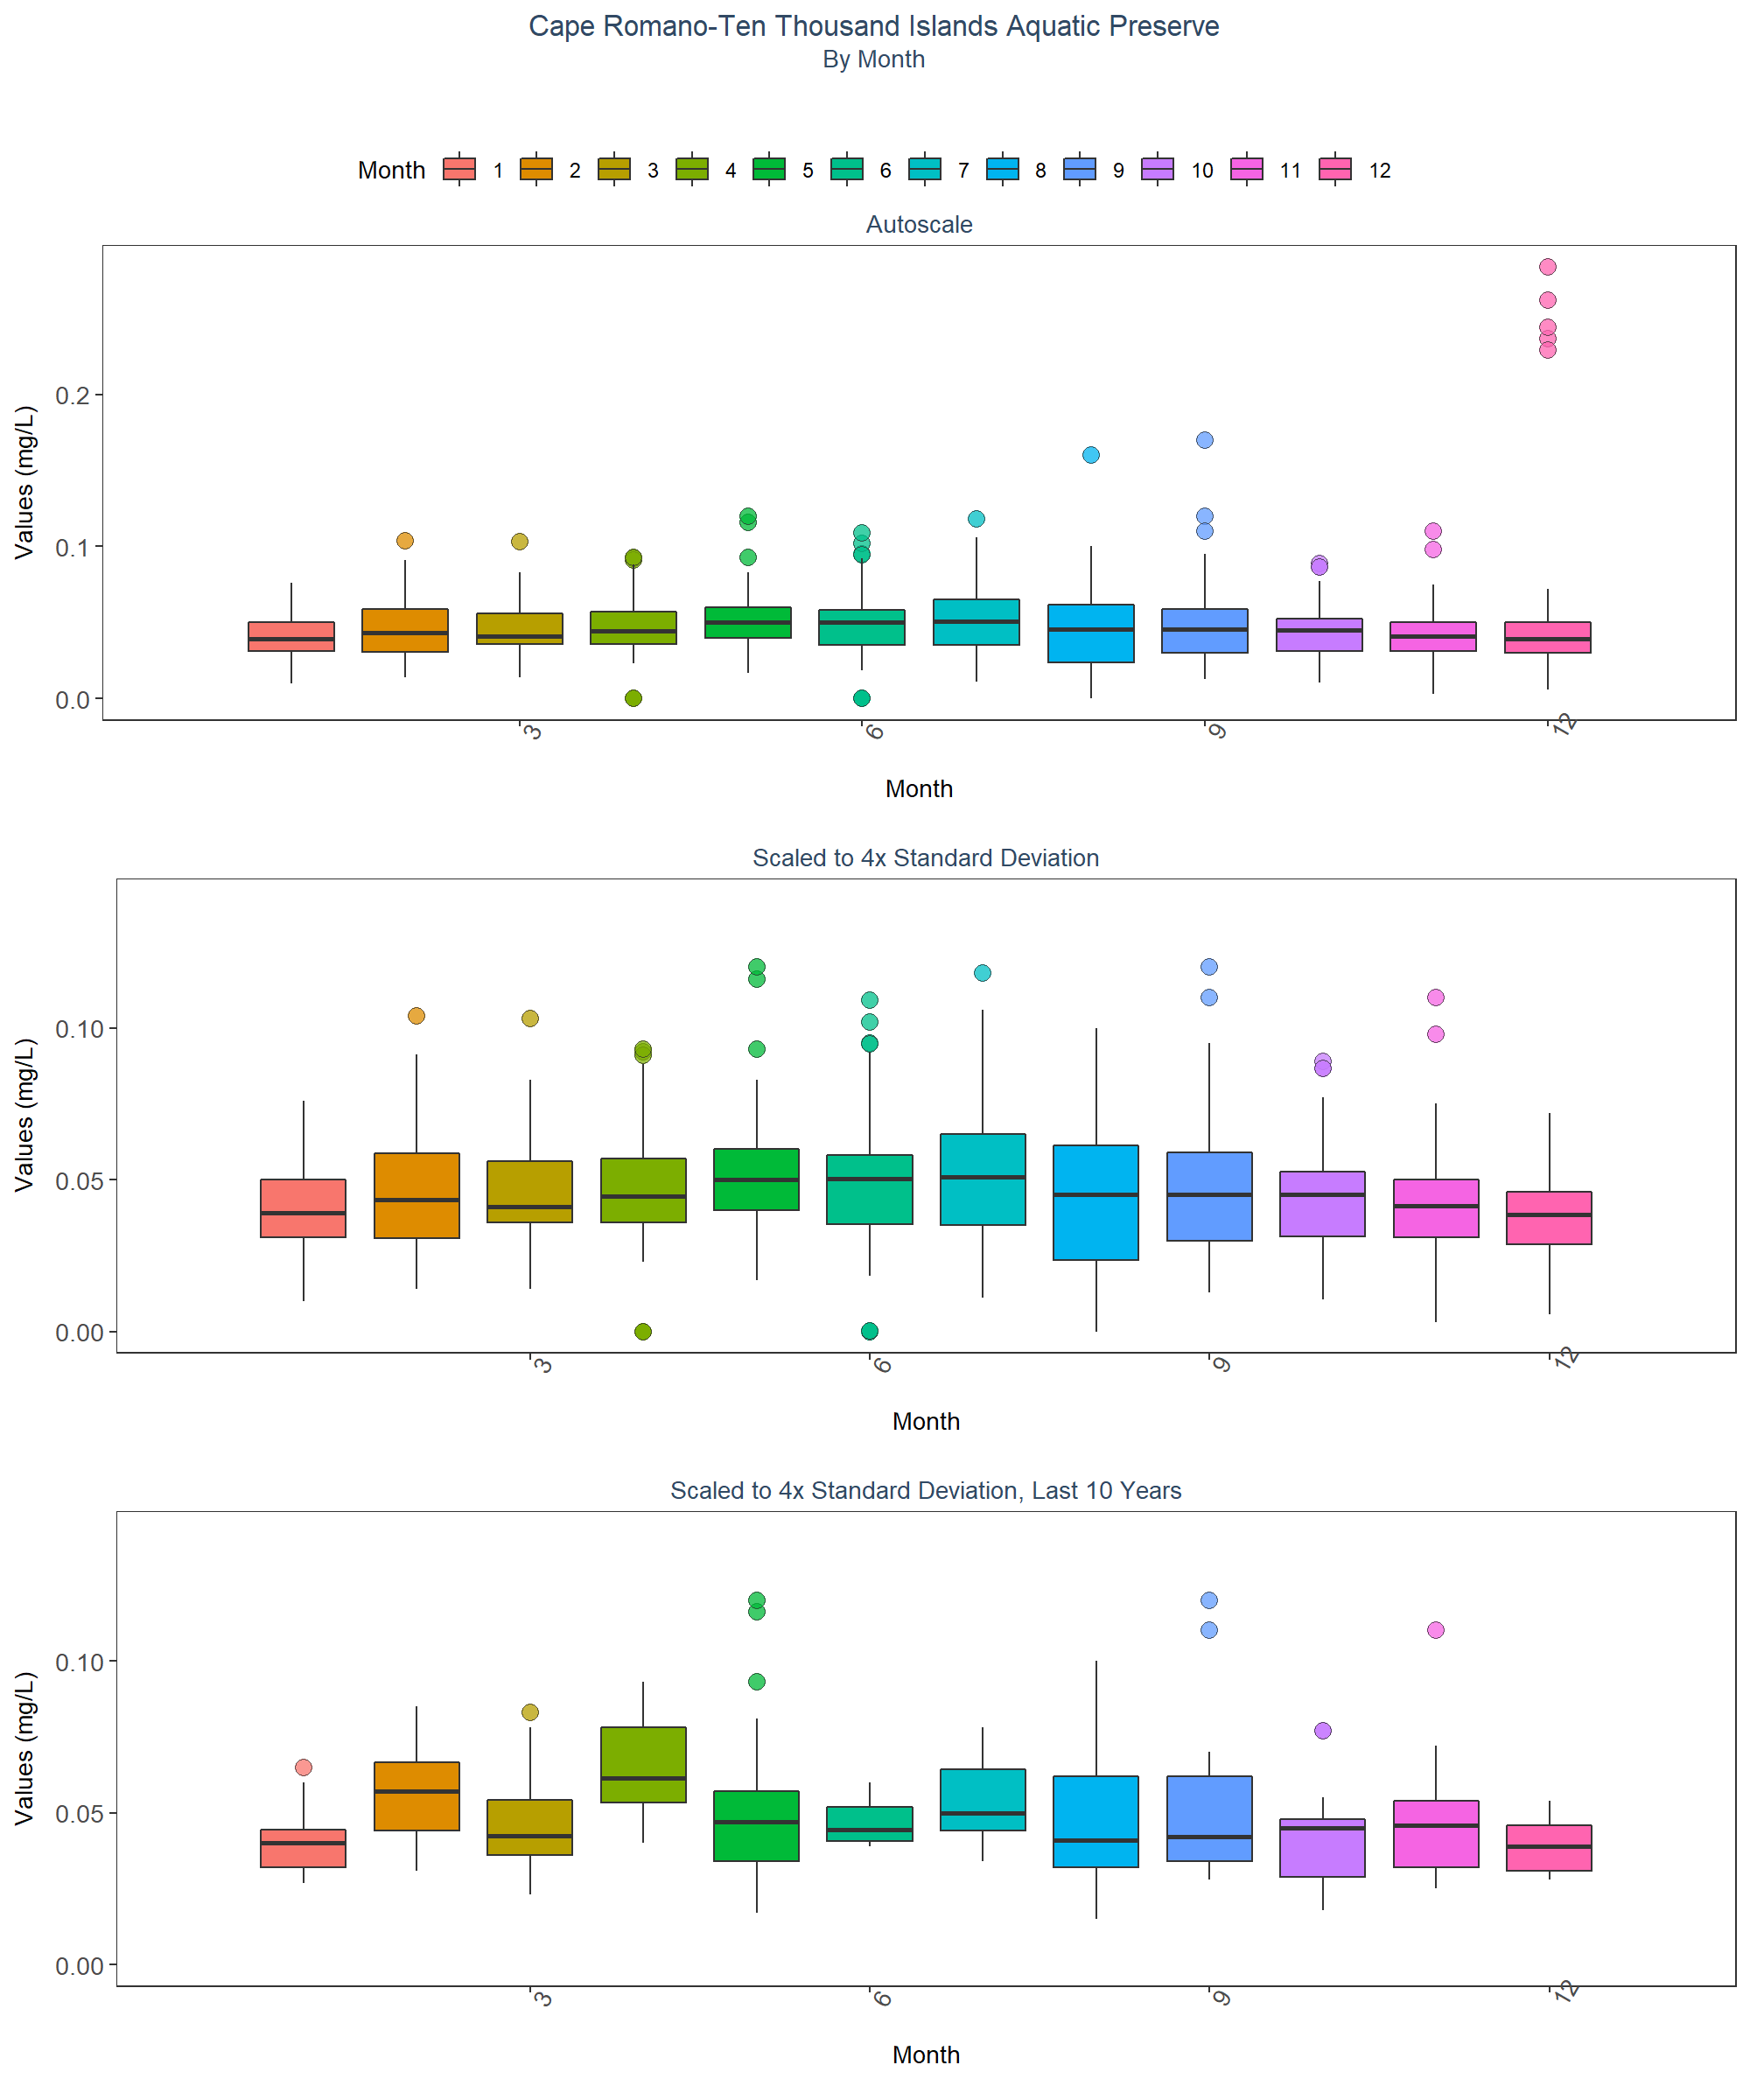 Cape Romano-Ten Thousand Islands Aquatic Preserve
By Month
Month 1 2 3 4 5 6 7 8 9 10 11 12
Autoscale
Values (mg/L)
0.2
0.1
0.0
3 6 9 12
Month
Scaled to 4x Standard Deviation
Values (mg/L)
0.10
0.05
0.00
3 6 9 12
Month
Scaled to 4x Standard Deviation, Last 10 Years
Values (mg/L)
0.10
0.05
0.00
3 6 9 12
Month